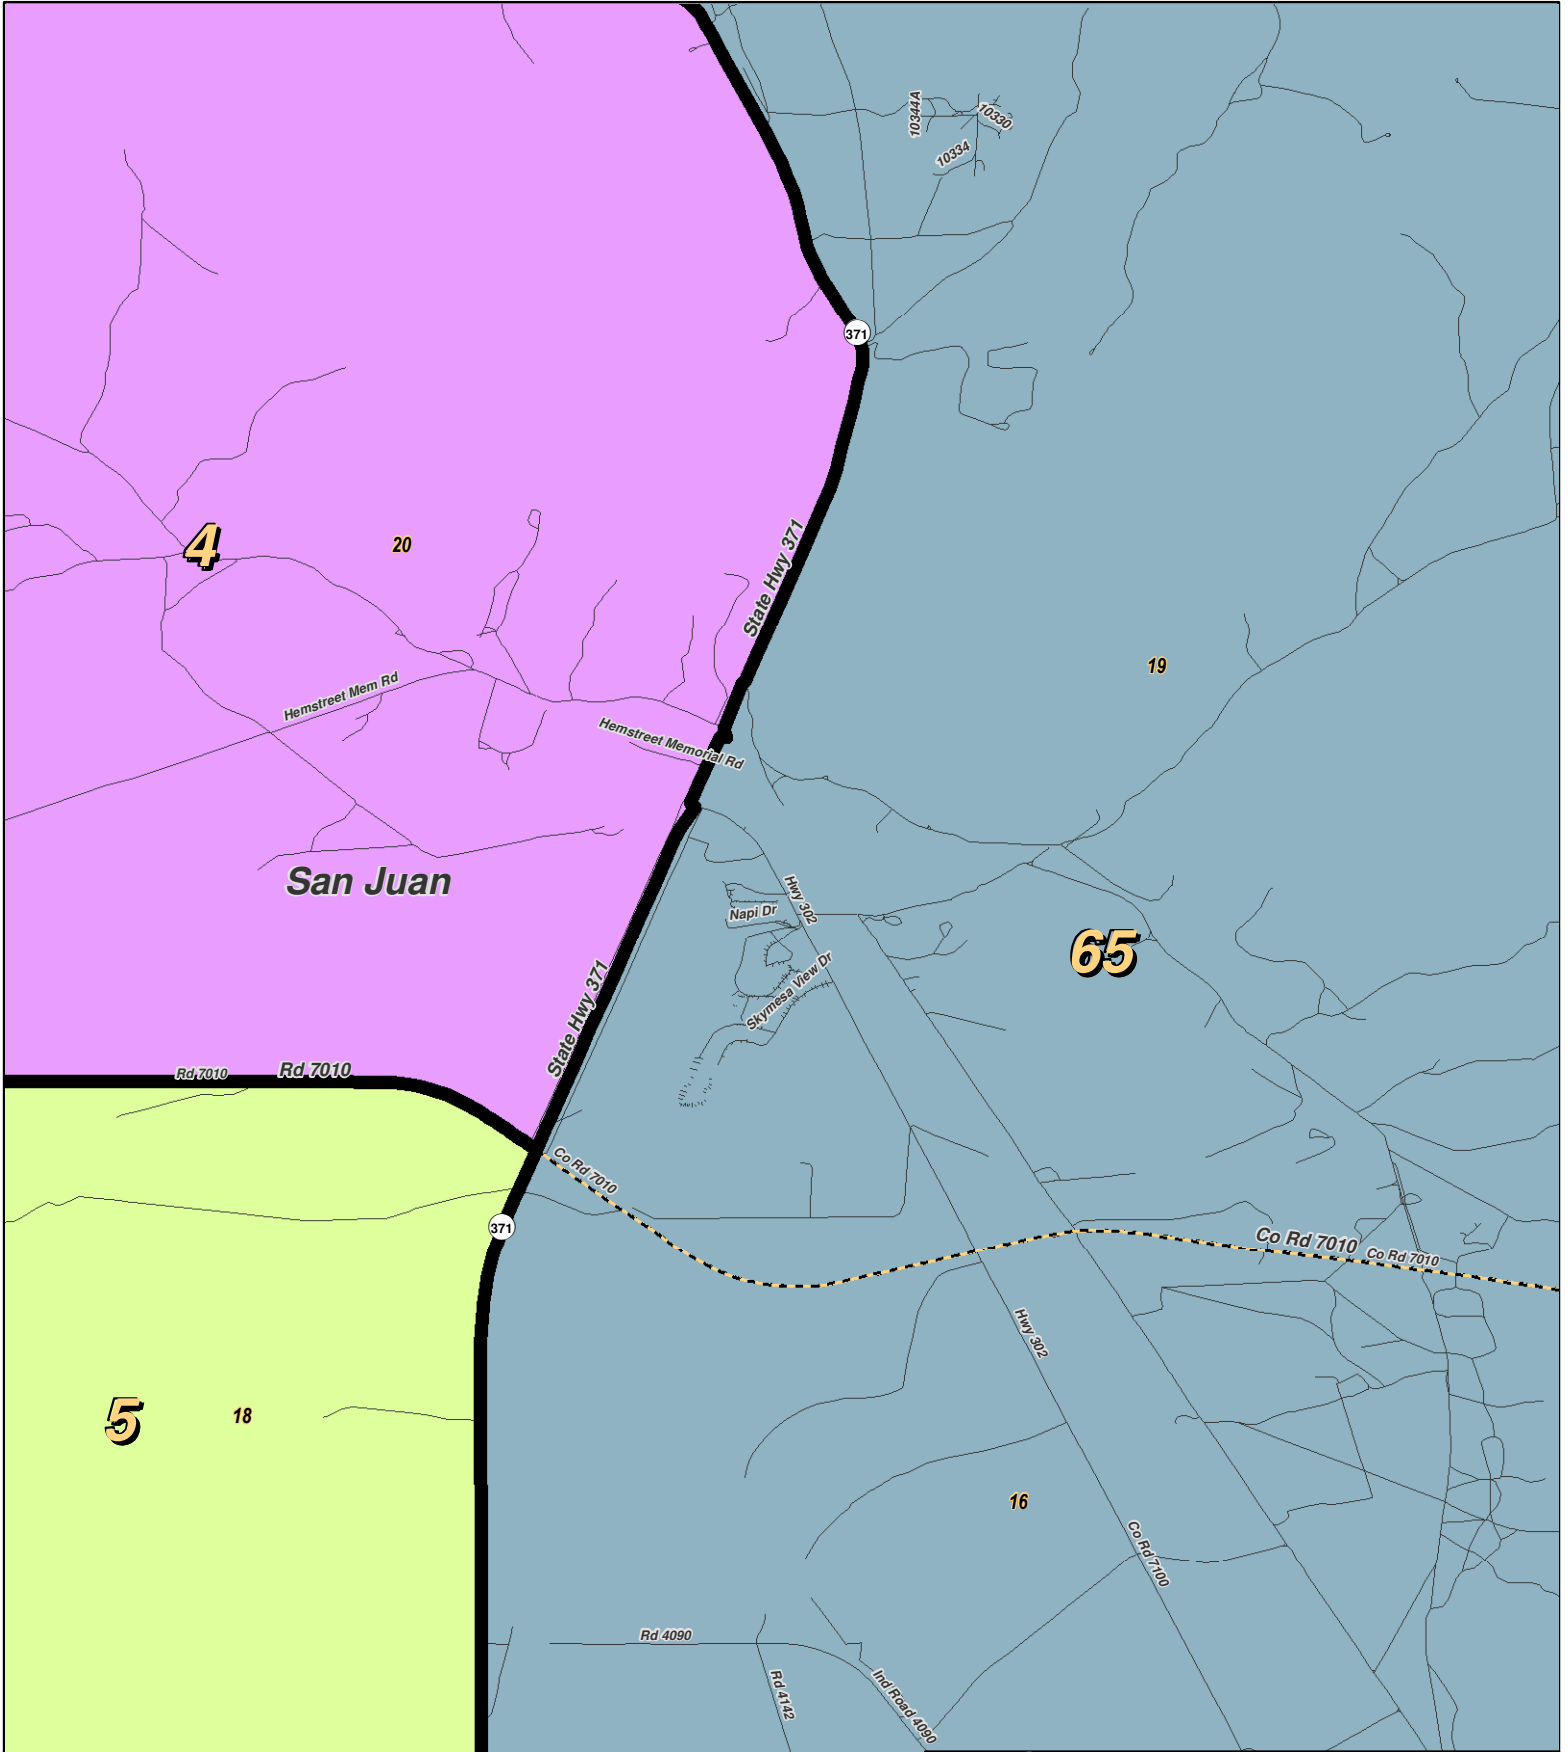 10344A
10330
10334
371
State Hwy 371
4
20
19
Hemstreet Mem Rd
Hemstreet Memorial Rd
San Juan
Hwy 302
Napi Dr
65
Skymesa View Dr
State Hwy 371
Rd 7010
Rd 7010
Co Rd 7010
371
Co Rd 7010
Co Rd 7010
Hwy 302
5
18
16
Co Rd 7100
Rd 4090
Rd 4142
Ind Road 4090